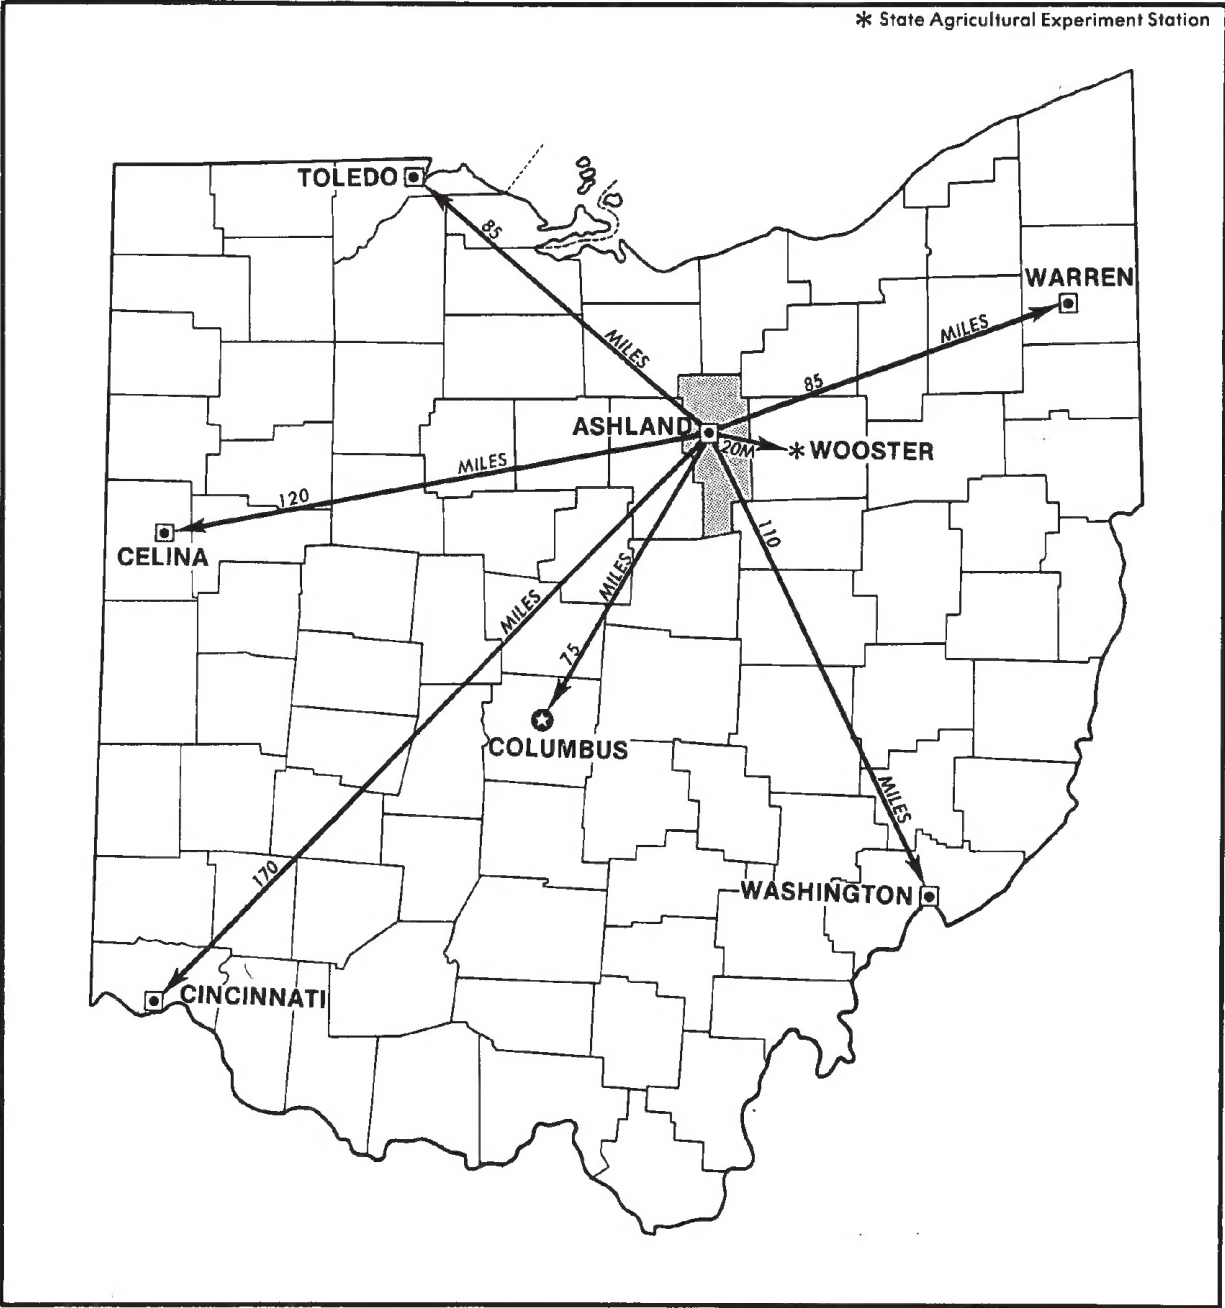 * State Agricultural Experiment Station
TOLEDO
85
MILES
WARREN
MILES
85
ASHLAND
20M
* WOOSTER
MILES
120
CELINA
110
MILES
MILES
75
COLUMBUS
MILES
170
WASHINGTON
CINCINNATI